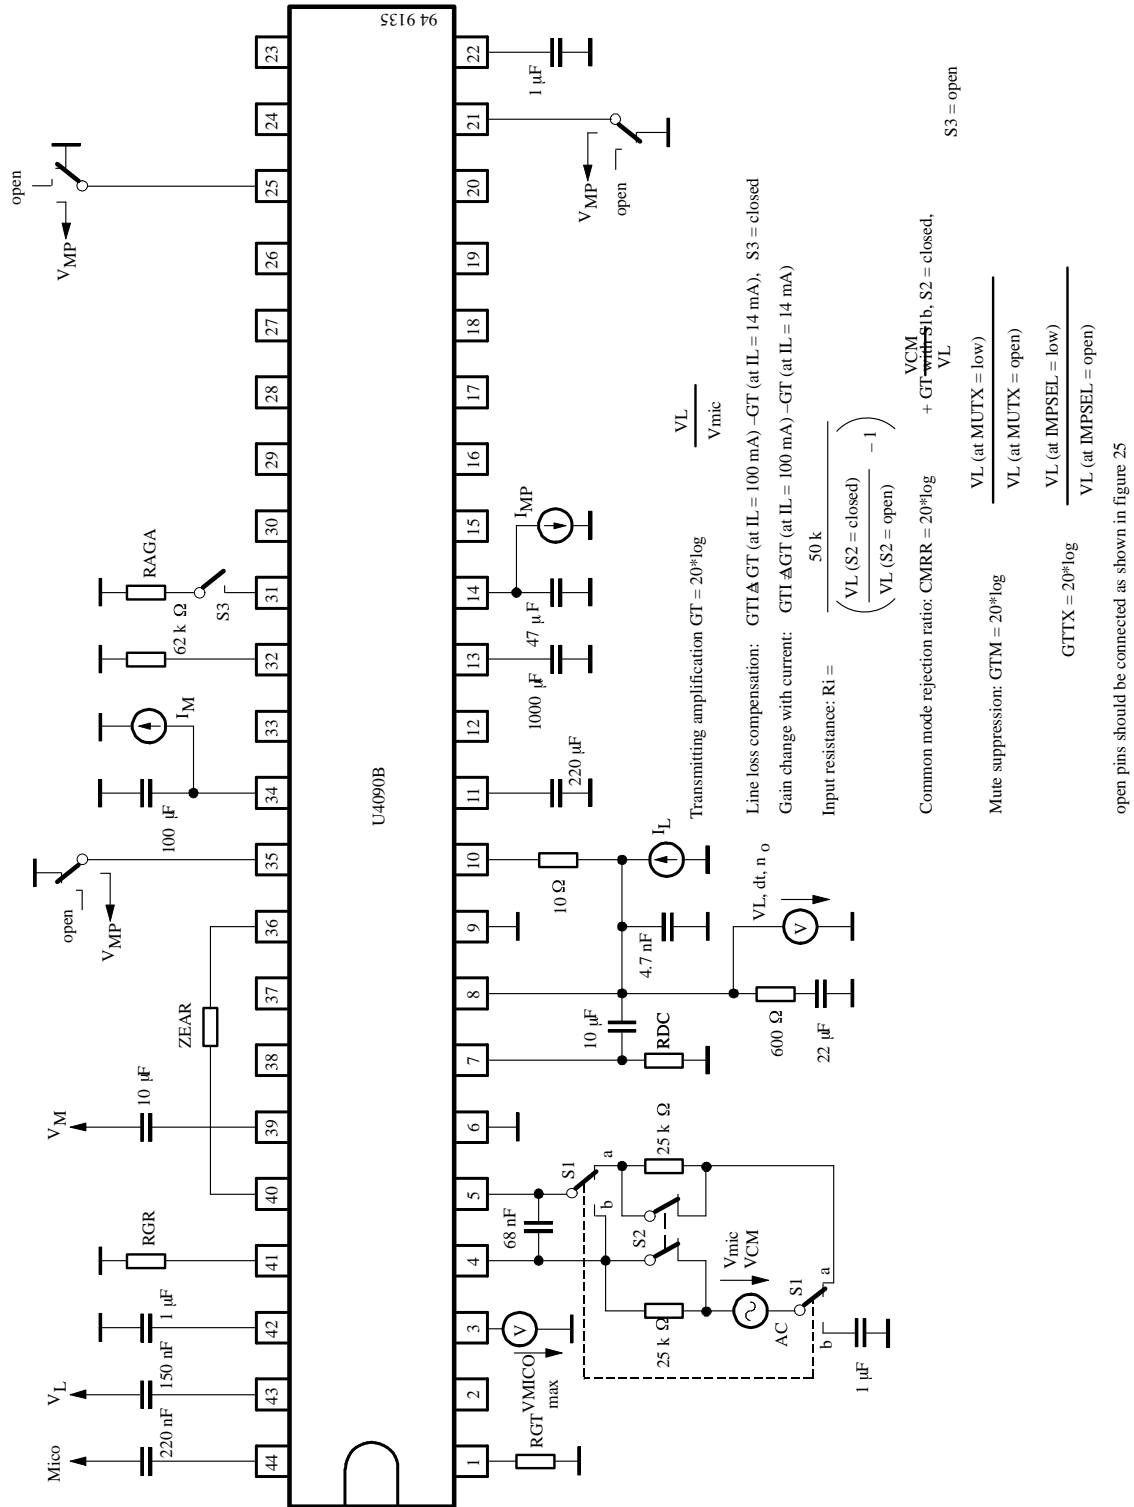 94 9135
U4090B
23
24
25
26
27
28
29
30
31
32
33
34
35
36
37
38
39
40
41
42
43
44
22
21
20
19
18
17
16
15
14
13
12
11
10
9
8
7
6
5
4
3
2
1
open
VMP
RAGA
S3
62 k Ω
IM
100 µF
open
VMP
ZEAR
VM
10 µF
RGR
1 µF
150 nF
VL
220 nF
Mico
1 µF
VMP
open
IMP
47 µF
1000 µF
220 µF
10 Ω
IL
4.7 nF
VL, dt, n o
V
600 Ω
22 µF
10 µF
RDC
25 k Ω
S1
a
b
68 nF
S2
Vmic
VCM
25 k Ω
AC
S1
a
b
1 µF
V
VMICO
max
RGT
Transmitting amplification GT = 20*log
VL
Vmic
Line loss compensation: GTI Δ GT (at IL = 100 mA) –GT (at IL = 14 mA), S3 = closed
Gain change with current: GTI =ΔGT (at IL = 100 mA) –GT (at IL = 14 mA)
Input resistance: Ri =
50 k
VL (S2 = closed)
VL (S2 = open)
– 1
Common mode rejection ratio: CMRR = 20*log
VCM
VL
+ GT with S1b, S2 = closed,
S3 = open
Mute suppression: GTM = 20*log
VL (at MUTX = low)
VL (at MUTX = open)
GTTX = 20*log
VL (at IMPSEL = low)
VL (at IMPSEL = open)
open pins should be connected as shown in figure 25